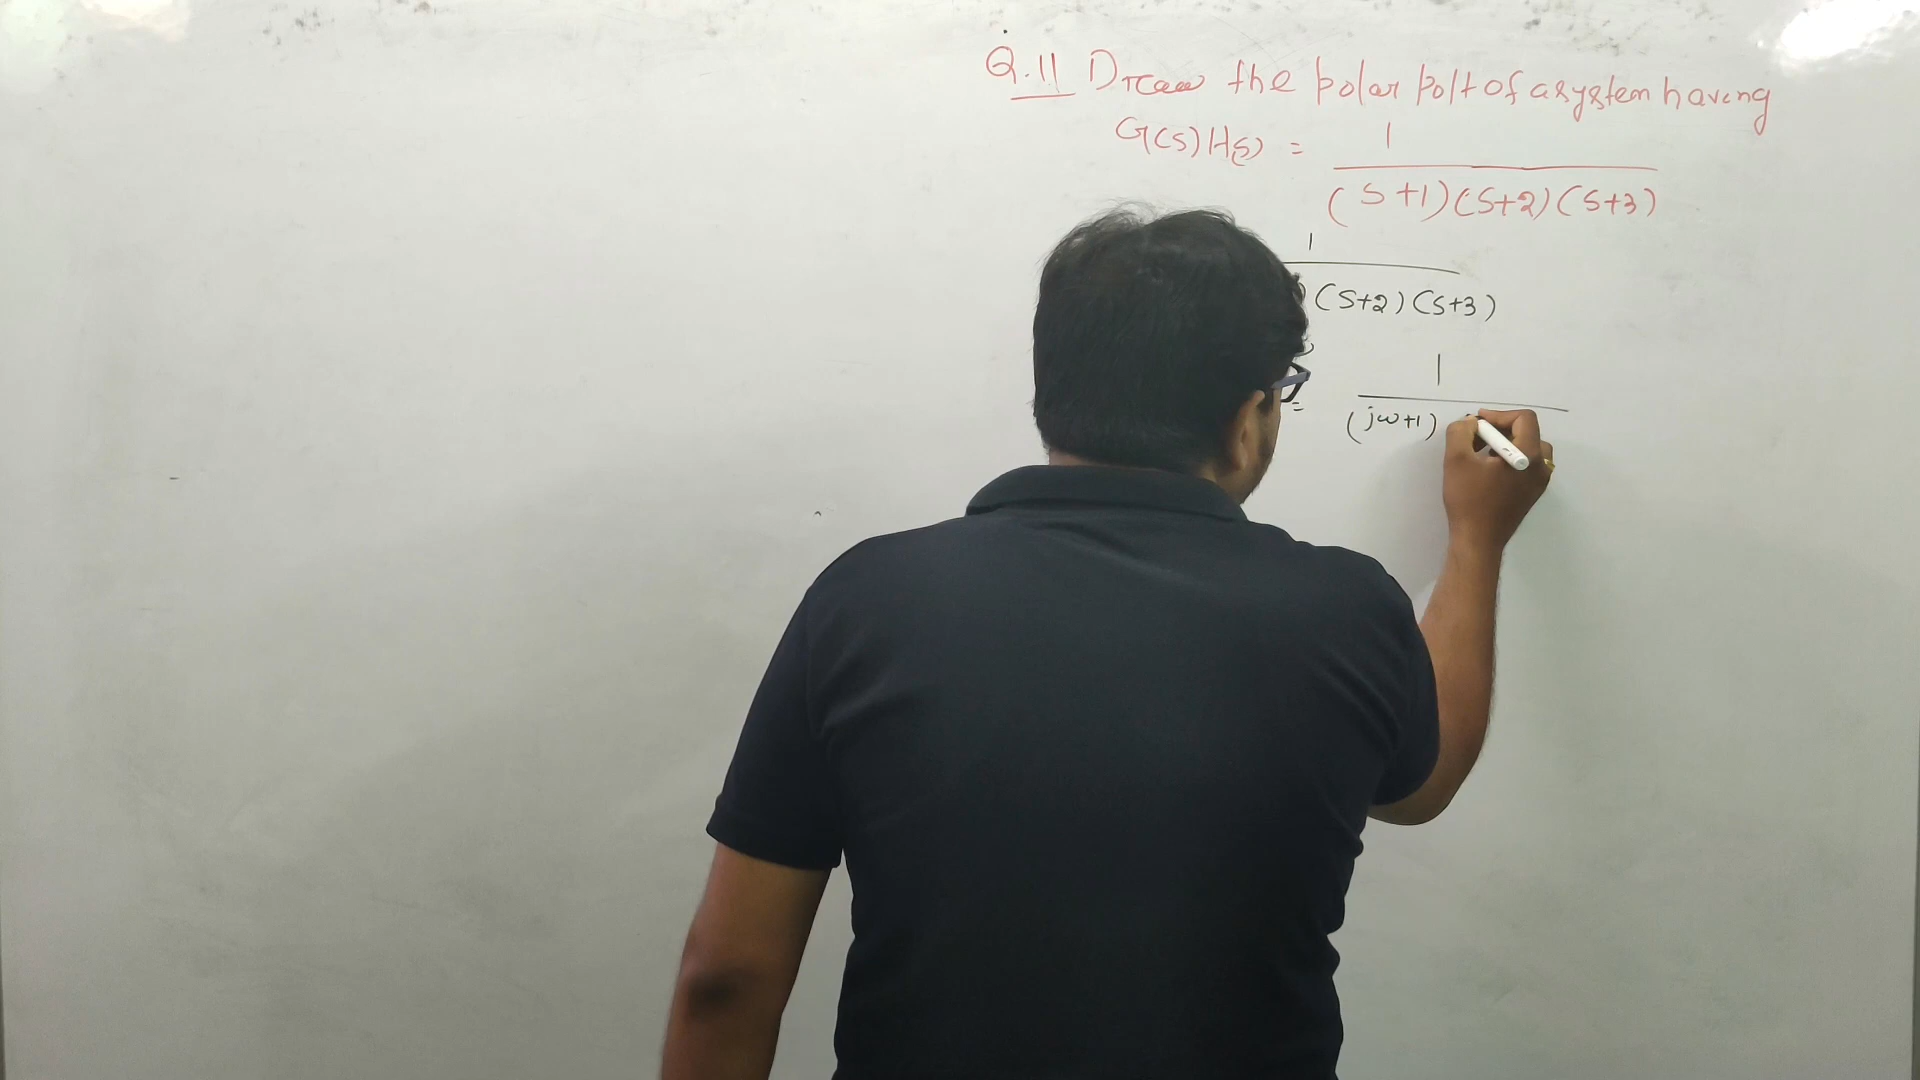 Q.11 Draw the polar polt of a system having
G(s)H(s) = 1
(S+1)(S+2)(S+3)
1
)(S+2)(S+3)
= 1
(jω+1)